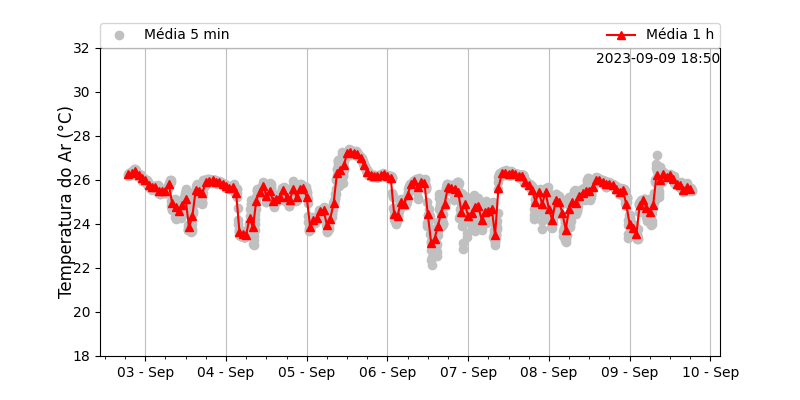 Média 5 min
Média 1 h
2023-09-09 18:50
Temperatura do Ar (°C)
32
30
28
26
24
22
20
18
03 - Sep
04 - Sep
05 - Sep
06 - Sep
07 - Sep
08 - Sep
09 - Sep
10 - Sep